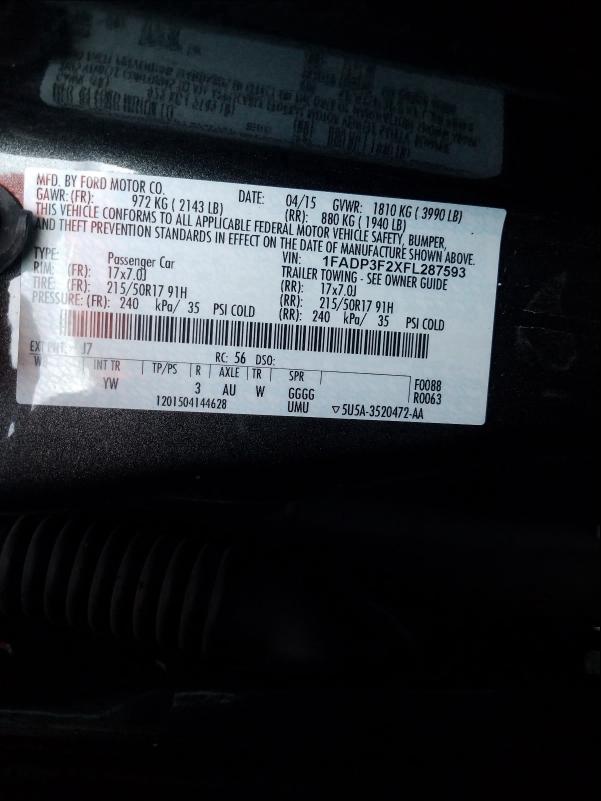 MFD. BY FORD MOTOR CO.
DATE: 04/15 GVWR: 1810 KG ( 3990 LB)
GAWR: (FR): 972 KG ( 2143 LB) (RR): 880 KG ( 1940 LB)
THIS VEHICLE CONFORMS TO ALL APPLICABLE FEDERAL MOTOR VEHICLE SAFETY, BUMPER,
AND THEFT PREVENTION STANDARDS IN EFFECT ON THE DATE OF MANUFACTURE SHOWN ABOVE.
VIN: 1FADP3F2XFL287593
TYPE: Passenger Car TRAILER TOWING - SEE OWNER GUIDE
RIM: (FR): 17x7.0J (RR): 17x7.0J
TIRE: (FR): 215/50R17 91H (RR): 215/50R17 91H
PRESSURE: (FR): 240 kPa/ 35 PSI COLD (RR): 240 kPa/ 35 PSI COLD
EXT PNT: J7 RC: 56 DSO:
WB INT TR TP/PS R AXLE TR SPR
YW 3 AU W GGGG F0088
UMU R0063
1201504144628 ▽5U5A-3520472-AA